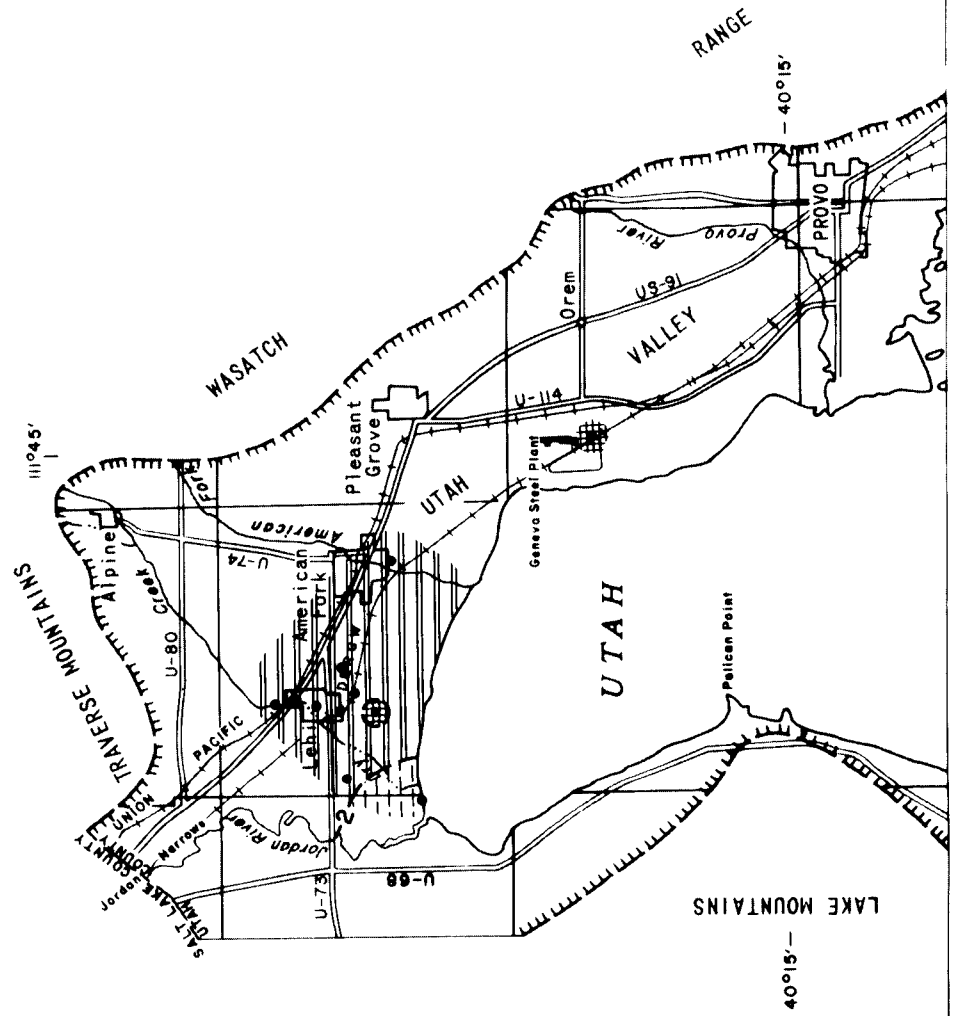 RANGE
40°15'
WASATCH
111°45'
TRAVERSE MOUNTAINS
Alpine
Creek
Fork
American
U-80
U-74
PROVO
Provo
River
Orem
US-91
VALLEY
U-114
Pleasant
Grove
UTAH
Geneva Steel Plant
American
Fork
Draw
Lehi
PACIFIC
UNION
SALT LAKE COUNTY
UTAH COUNTY
Jordan
Narrows
Jordan River
2
U-73
U-68
UTAH
Pelican Point
LAKE MOUNTAINS
40°15'